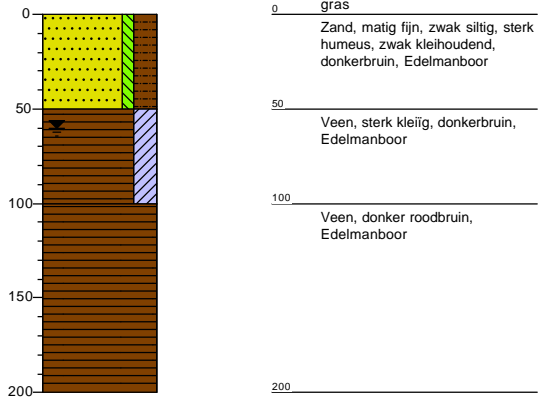 gras
0
0
Zand, matig fijn, zwak siltig, sterk
humeus, zwak kleihoudend,
donkerbruin, Edelmanboor
50
50
Veen, sterk kleiïg, donkerbruin,
Edelmanboor
100
100
Veen, donker roodbruin,
Edelmanboor
150
200
200